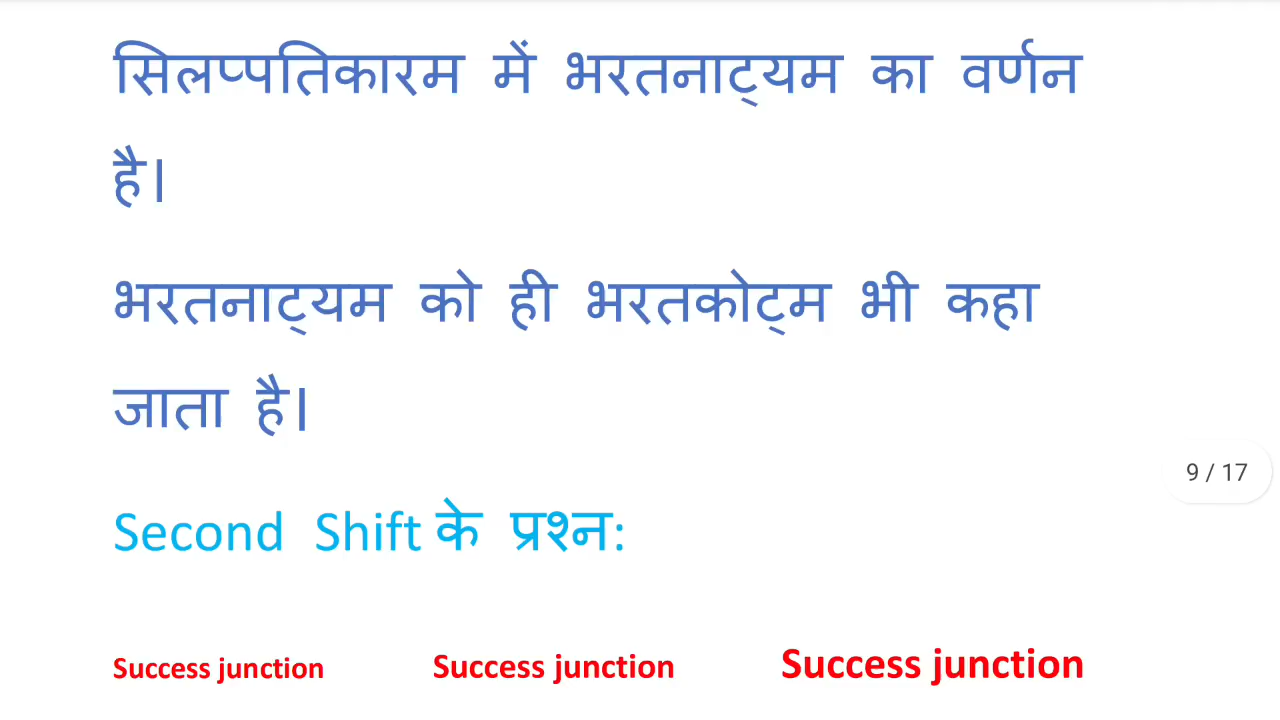 सिलप्पतिकारम में भरतनाट्यम का वर्णन
है।
भरतनाट्यम को ही भरतकोट्म भी कहा
जाता है।
9 / 17
Second Shift के प्रश्न:
Success junction Success junction Success junction